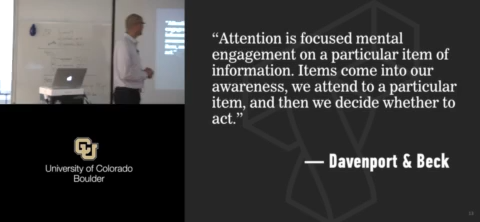 CU
University of Colorado
Boulder
“Attention is focused mental
engagement on a particular item of
information. Items come into our
awareness, we attend to a particular
item, and then we decide whether to
act.”
— Davenport & Beck